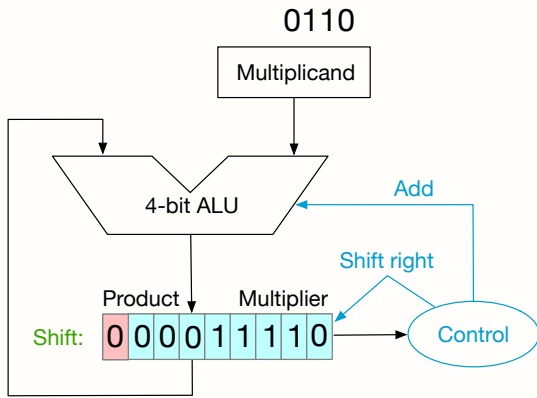 0110
Multiplicand
4-bit ALU
Add
Shift right
Product Multiplier
Shift: 0 0 0 0 1 1 1 1 0
Control